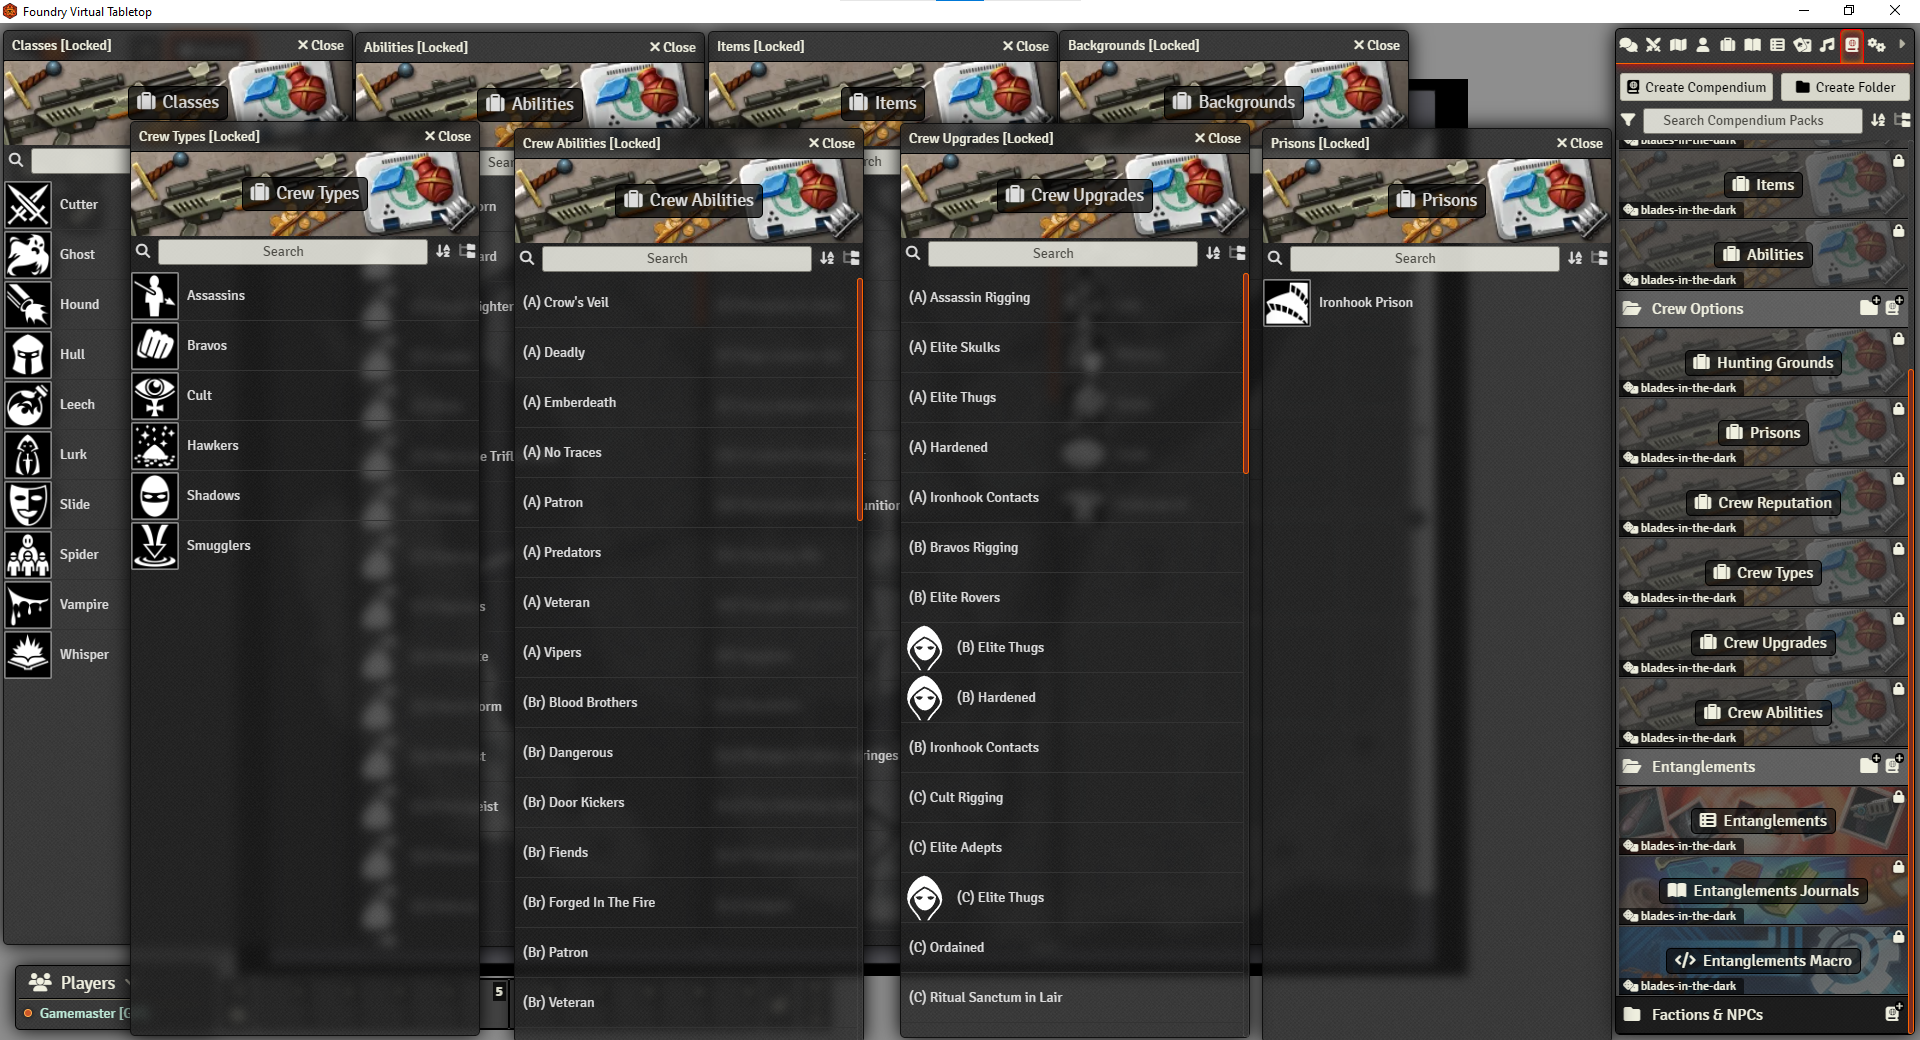 Foundry Virtual Tabletop
Classes [Locked]
Close
Classes
Cutter
Ghost
Hound
Hull
Leech
Lurk
Slide
Spider
Vampire
Whisper
Abilities [Locked]
Close
Abilities
Items [Locked]
Close
Items
Backgrounds [Locked]
Close
Backgrounds
Crew Types [Locked]
Close
Crew Types
Search
Assassins
Bravos
Cult
Hawkers
Shadows
Smugglers
Crew Abilities [Locked]
Close
Crew Abilities
Search
(A) Crow's Veil
(A) Deadly
(A) Emberdeath
(A) No Traces
(A) Patron
(A) Predators
(A) Veteran
(A) Vipers
(Br) Blood Brothers
(Br) Dangerous
(Br) Door Kickers
(Br) Fiends
(Br) Forged In The Fire
(Br) Patron
(Br) Veteran
Crew Upgrades [Locked]
Close
Crew Upgrades
Search
(A) Assassin Rigging
(A) Elite Skulks
(A) Elite Thugs
(A) Hardened
(A) Ironhook Contacts
(B) Bravos Rigging
(B) Elite Rovers
(B) Elite Thugs
(B) Hardened
(B) Ironhook Contacts
(C) Cult Rigging
(C) Elite Adepts
(C) Elite Thugs
(C) Ordained
(C) Ritual Sanctum in Lair
Prisons [Locked]
Close
Prisons
Search
Ironhook Prison
Players
Gamemaster [G
5
Create Compendium
Create Folder
Search Compendium Packs
blades-in-the-dark
Items
blades-in-the-dark
Abilities
blades-in-the-dark
Crew Options
Hunting Grounds
blades-in-the-dark
Prisons
blades-in-the-dark
Crew Reputation
blades-in-the-dark
Crew Types
blades-in-the-dark
Crew Upgrades
blades-in-the-dark
Crew Abilities
blades-in-the-dark
Entanglements
Entanglements
blades-in-the-dark
Entanglements Journals
blades-in-the-dark
Entanglements Macro
blades-in-the-dark
Factions & NPCs